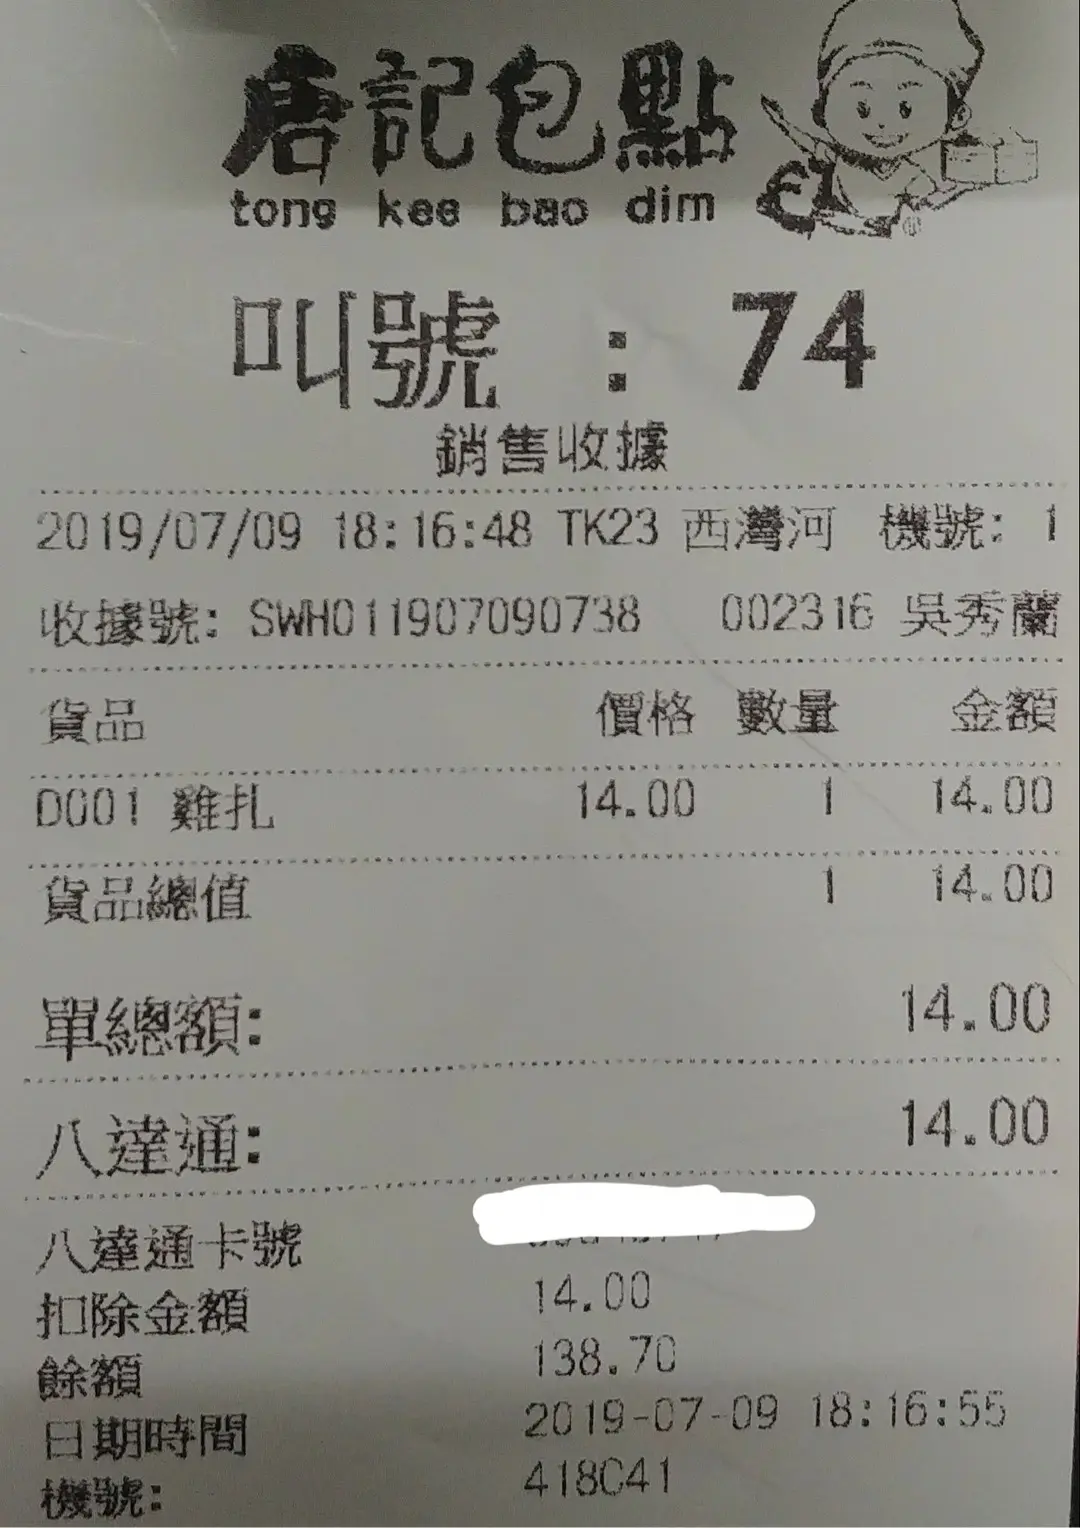 唐記包點
tong kee bao dim
叫號 : 74
銷售收據
2019/07/09 18:16:48 TK23 西灣河 機號: 1
收據號: SWH011907090738 002316 吳秀蘭
貨品 價格 數量 金額
D001 雞扎 14.00 1 14.00
貨品總值 1 14.00
單總額: 14.00
八達通: 14.00
八達通卡號
扣除金額 14.00
餘額 138.70
日期時間 2019-07-09 18:16:55
機號: 418C41